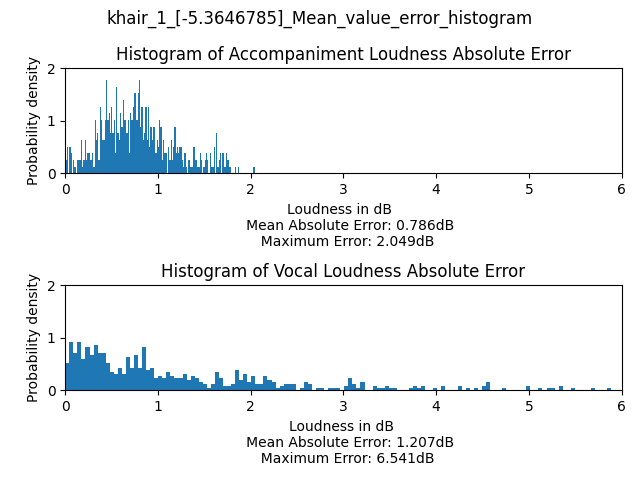 khair_1_[-5.3646785]_Mean_value_error_histogram
Histogram of Accompaniment Loudness Absolute Error
Probability density
2
1
0
0 1 2 3 4 5 6
Loudness in dB
Mean Absolute Error: 0.786dB
Maximum Error: 2.049dB
Histogram of Vocal Loudness Absolute Error
Probability density
2
1
0
0 1 2 3 4 5 6
Loudness in dB
Mean Absolute Error: 1.207dB
Maximum Error: 6.541dB